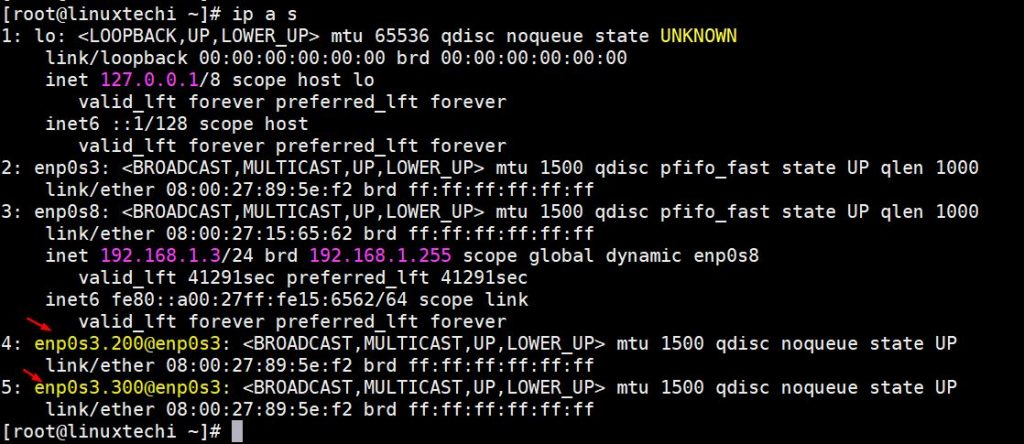 [root@linuxtechi ~]# ip a s
1: lo: <LOOPBACK,UP,LOWER_UP> mtu 65536 qdisc noqueue state UNKNOWN
    link/loopback 00:00:00:00:00:00 brd 00:00:00:00:00:00
    inet 127.0.0.1/8 scope host lo
       valid_lft forever preferred_lft forever
    inet6 ::1/128 scope host
       valid_lft forever preferred_lft forever
2: enp0s3: <BROADCAST,MULTICAST,UP,LOWER_UP> mtu 1500 qdisc pfifo_fast state UP qlen 1000
    link/ether 08:00:27:89:5e:f2 brd ff:ff:ff:ff:ff:ff
3: enp0s8: <BROADCAST,MULTICAST,UP,LOWER_UP> mtu 1500 qdisc pfifo_fast state UP qlen 1000
    link/ether 08:00:27:15:65:62 brd ff:ff:ff:ff:ff:ff
    inet 192.168.1.3/24 brd 192.168.1.255 scope global dynamic enp0s8
       valid_lft 41291sec preferred_lft 41291sec
    inet6 fe80::a00:27ff:fe15:6562/64 scope link
       valid_lft forever preferred_lft forever
4: enp0s3.200@enp0s3: <BROADCAST,MULTICAST,UP,LOWER_UP> mtu 1500 qdisc noqueue state UP
    link/ether 08:00:27:89:5e:f2 brd ff:ff:ff:ff:ff:ff
5: enp0s3.300@enp0s3: <BROADCAST,MULTICAST,UP,LOWER_UP> mtu 1500 qdisc noqueue state UP
    link/ether 08:00:27:89:5e:f2 brd ff:ff:ff:ff:ff:ff
[root@linuxtechi ~]#